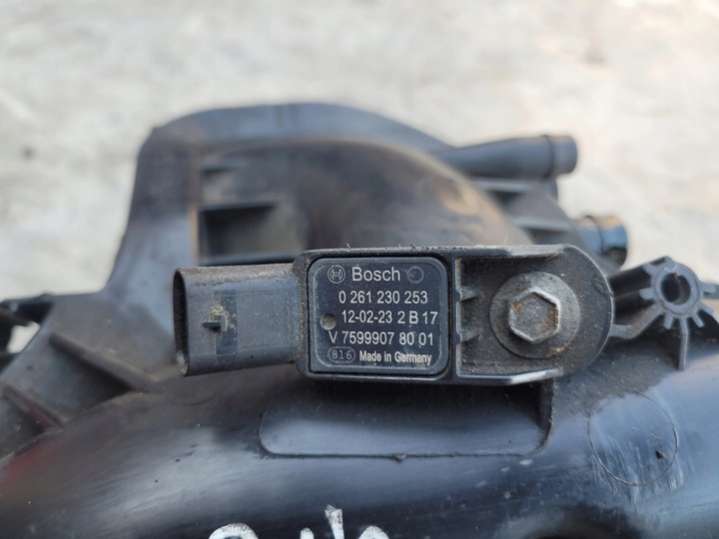 Bosch
0 261 230 253
12-02-23 2 B 17
V 7599907 80 01
816 Made in Germany